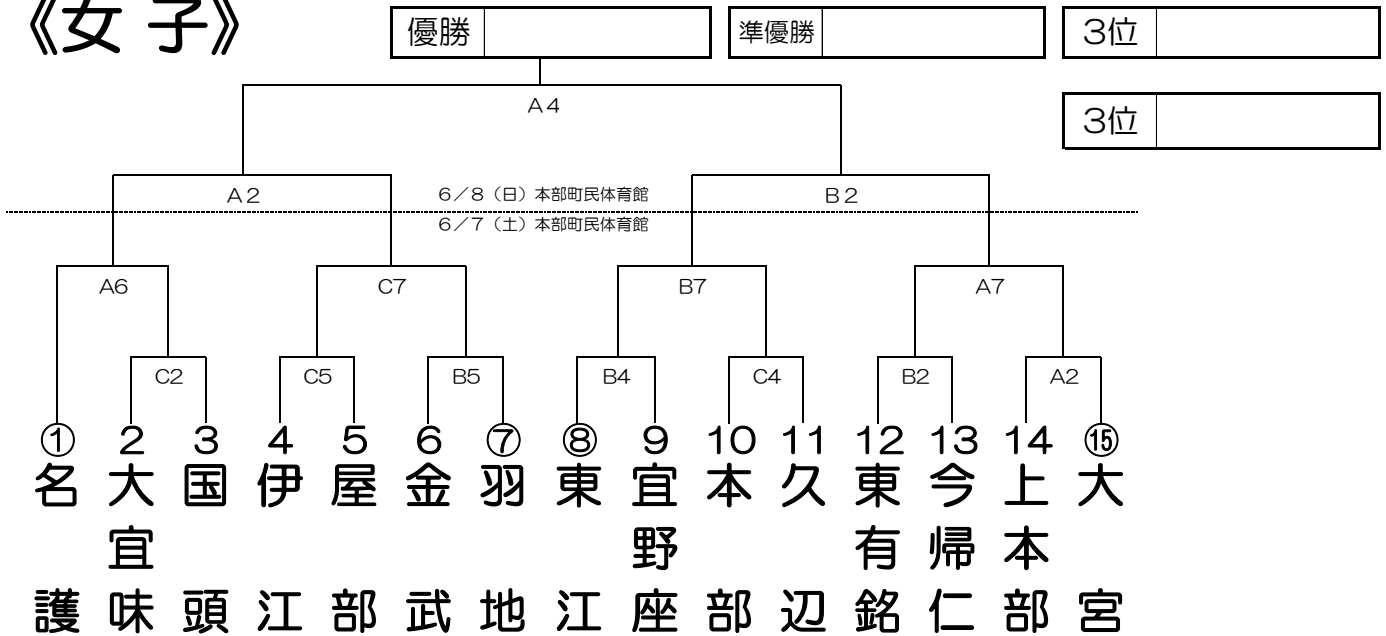 《女 子》
優勝
準優勝
3位
3位
A4
A2
6/8(日)本部町民体育館
B2
6/7(土)本部町民体育館
A6
C7
B7
A7
C2
C5
B5
B4
C4
B2
A2
① 2 3 4 5 6 ⑦ ⑧ 9 10 11 12 13 14 ⑮
名護
大宜味
国頭
伊江
屋部
金武
羽地
東江
宜野座
本部
久辺
東有銘
今帰仁
上本部
大宮